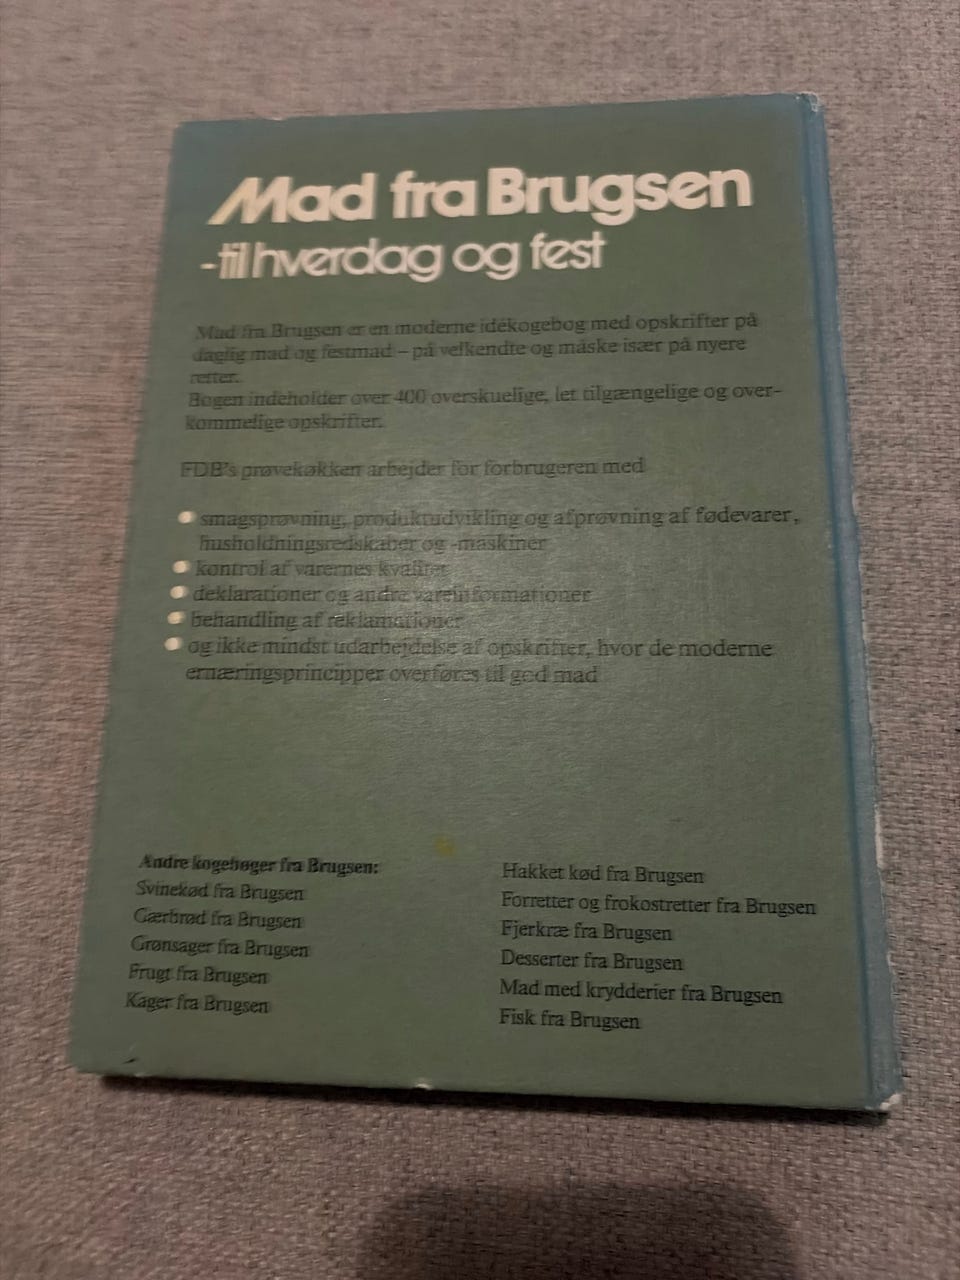 Mad fra Brugsen
- til hverdag og fest
Mad fra Brugsen er en moderne idékogebog med opskrifter på
daglig mad og festmad – på velkendte og måske især på nyere
retter.
Bogen indeholder over 400 overskuelige, let tilgængelige og over-
kommelige opskrifter.
FDB's prøvekøkken arbejder for forbrugeren med
• smagsprøvning, produktudvikling og afprøvning af fødevarer,
husholdningsredskaber og -maskiner
• kontrol af varernes kvalitet
• deklarationer og andre vareinformationer
• behandling af reklamationer
• og ikke mindst udarbejdelse af opskrifter, hvor de moderne
ernæringsprincipper overføres til god mad
Andre kogebøger fra Brugsen:
Svinekød fra Brugsen
Gærbrød fra Brugsen
Grønsager fra Brugsen
Frugt fra Brugsen
Kager fra Brugsen
Hakket kød fra Brugsen
Forretter og frokostretter fra Brugsen
Fjerkræ fra Brugsen
Desserter fra Brugsen
Mad med krydderier fra Brugsen
Fisk fra Brugsen